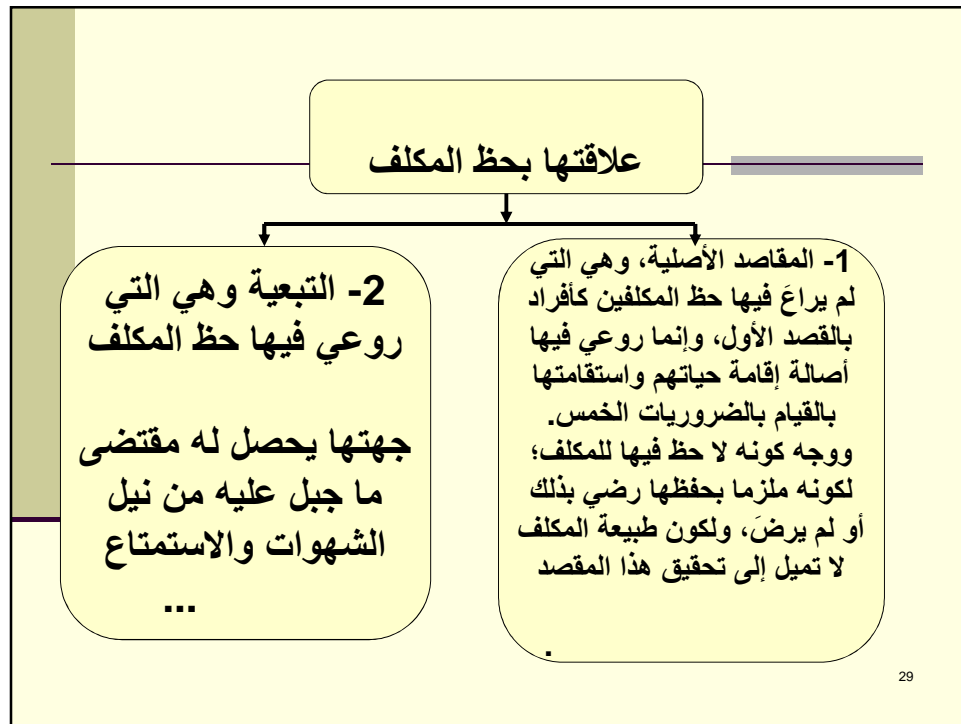 علاقتها بحظ المكلف
1- المقاصد الأصلية، وهي التي
لم يراعَ فيها حظ المكلفين كأفراد
بالقصد الأول، وإنما روعي فيها
أصالة إقامة حياتهم واستقامتها
بالقيام بالضروريات الخمس.
ووجه كونه لا حظ فيها للمكلف؛
لكونه ملزما بحفظها رضي بذلك
أو لم يرضَ، ولكون طبيعة المكلف
لا تميل إلى تحقيق هذا المقصد
.
2- التبعية وهي التي
روعي فيها حظ المكلف
جهتها يحصل له مقتضى
ما جبل عليه من نيل
الشهوات والاستمتاع
...
29